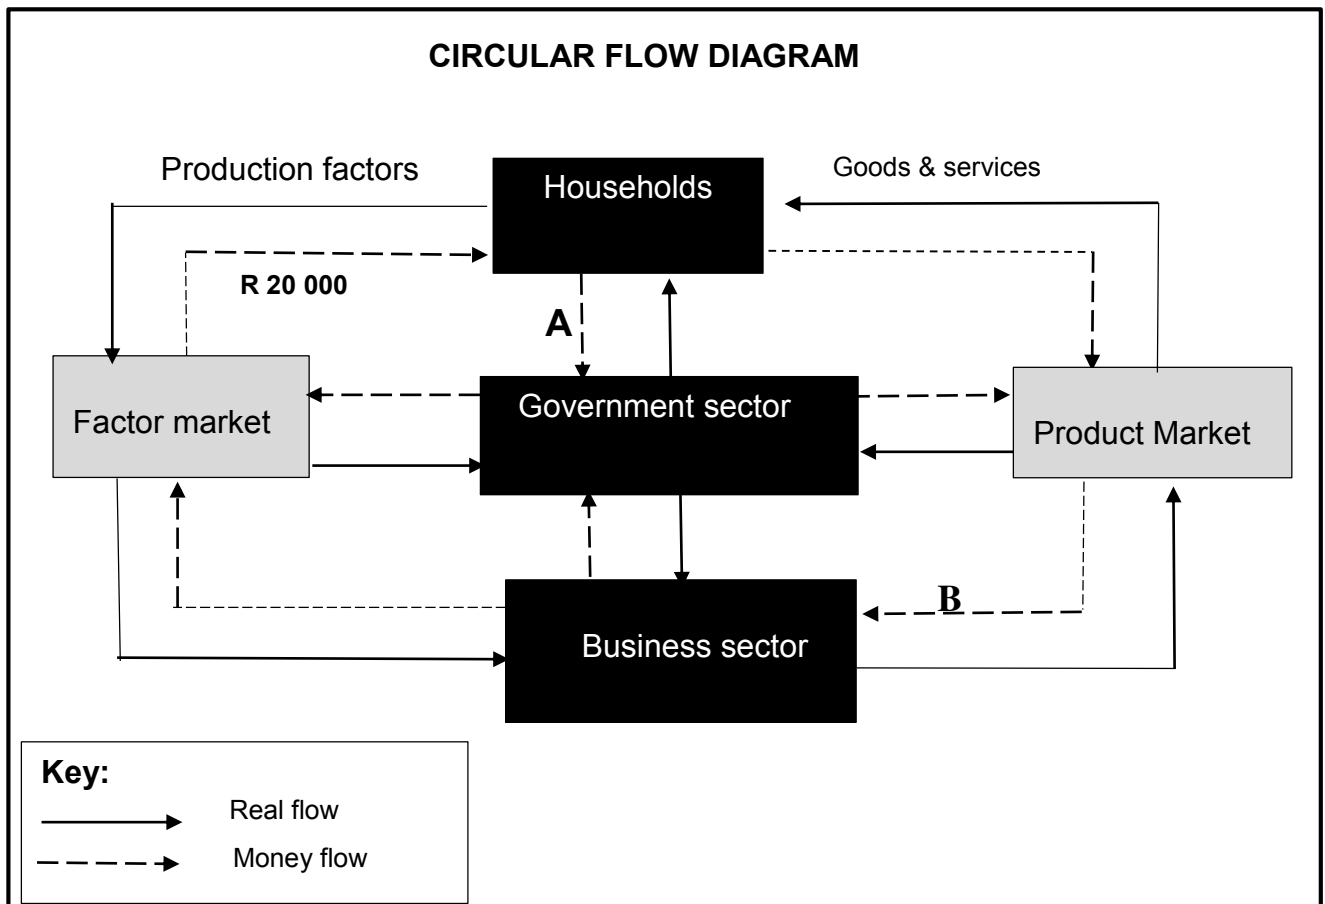 CIRCULAR FLOW DIAGRAM
Production factors
Households
Goods & services
R 20 000
A
Factor market
Government sector
Product Market
B
Business sector
Key:
Real flow
Money flow